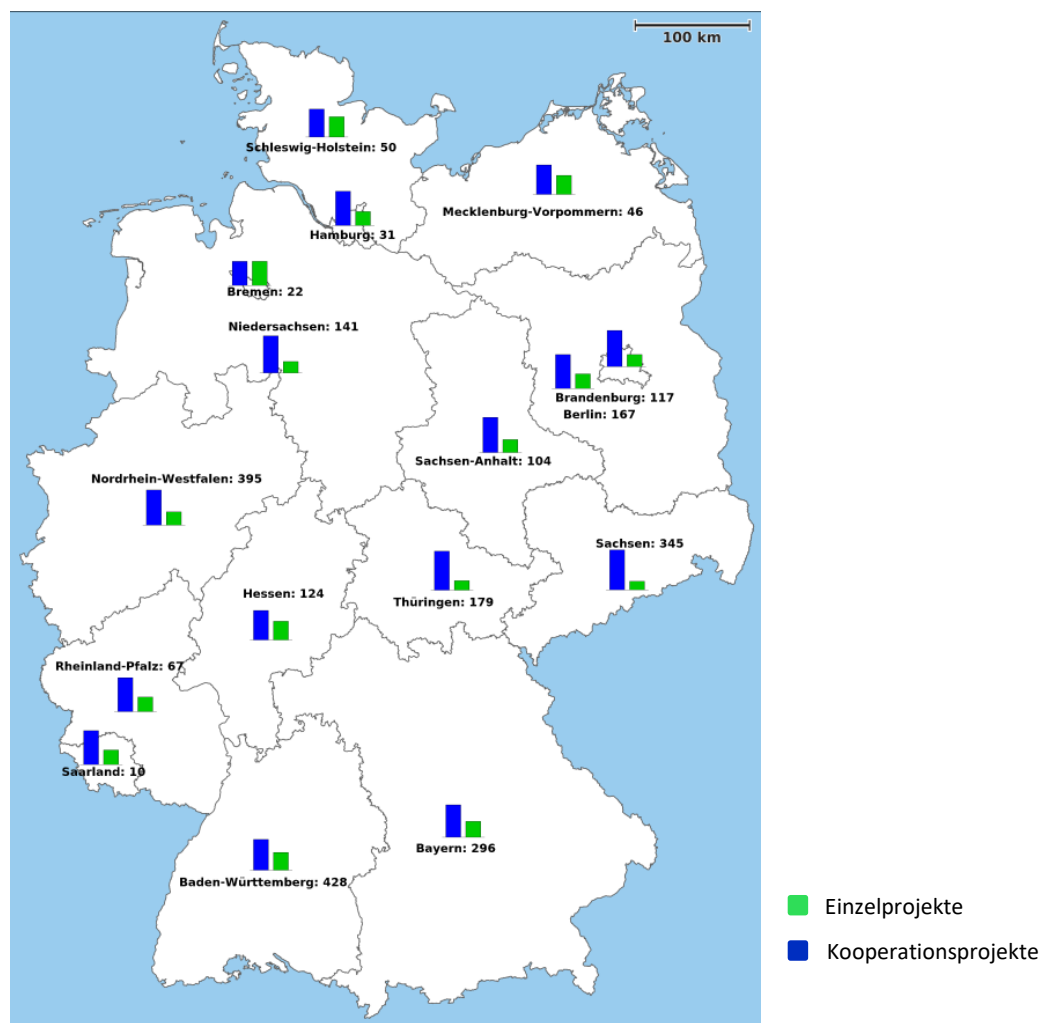 100 km
Schleswig-Holstein: 50
Mecklenburg-Vorpommern: 46
Hamburg: 31
Bremen: 22
Niedersachsen: 141
Brandenburg: 117
Berlin: 167
Sachsen-Anhalt: 104
Nordrhein-Westfalen: 395
Sachsen: 345
Hessen: 124
Thüringen: 179
Rheinland-Pfalz: 67
Saarland: 10
Bayern: 296
Baden-Württemberg: 428
Einzelprojekte
Kooperationsprojekte